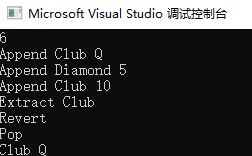 Microsoft Visual Studio 调试控制台
6
Append Club Q
Append Diamond 5
Append Club 10
Extract Club
Revert
Pop
Club Q